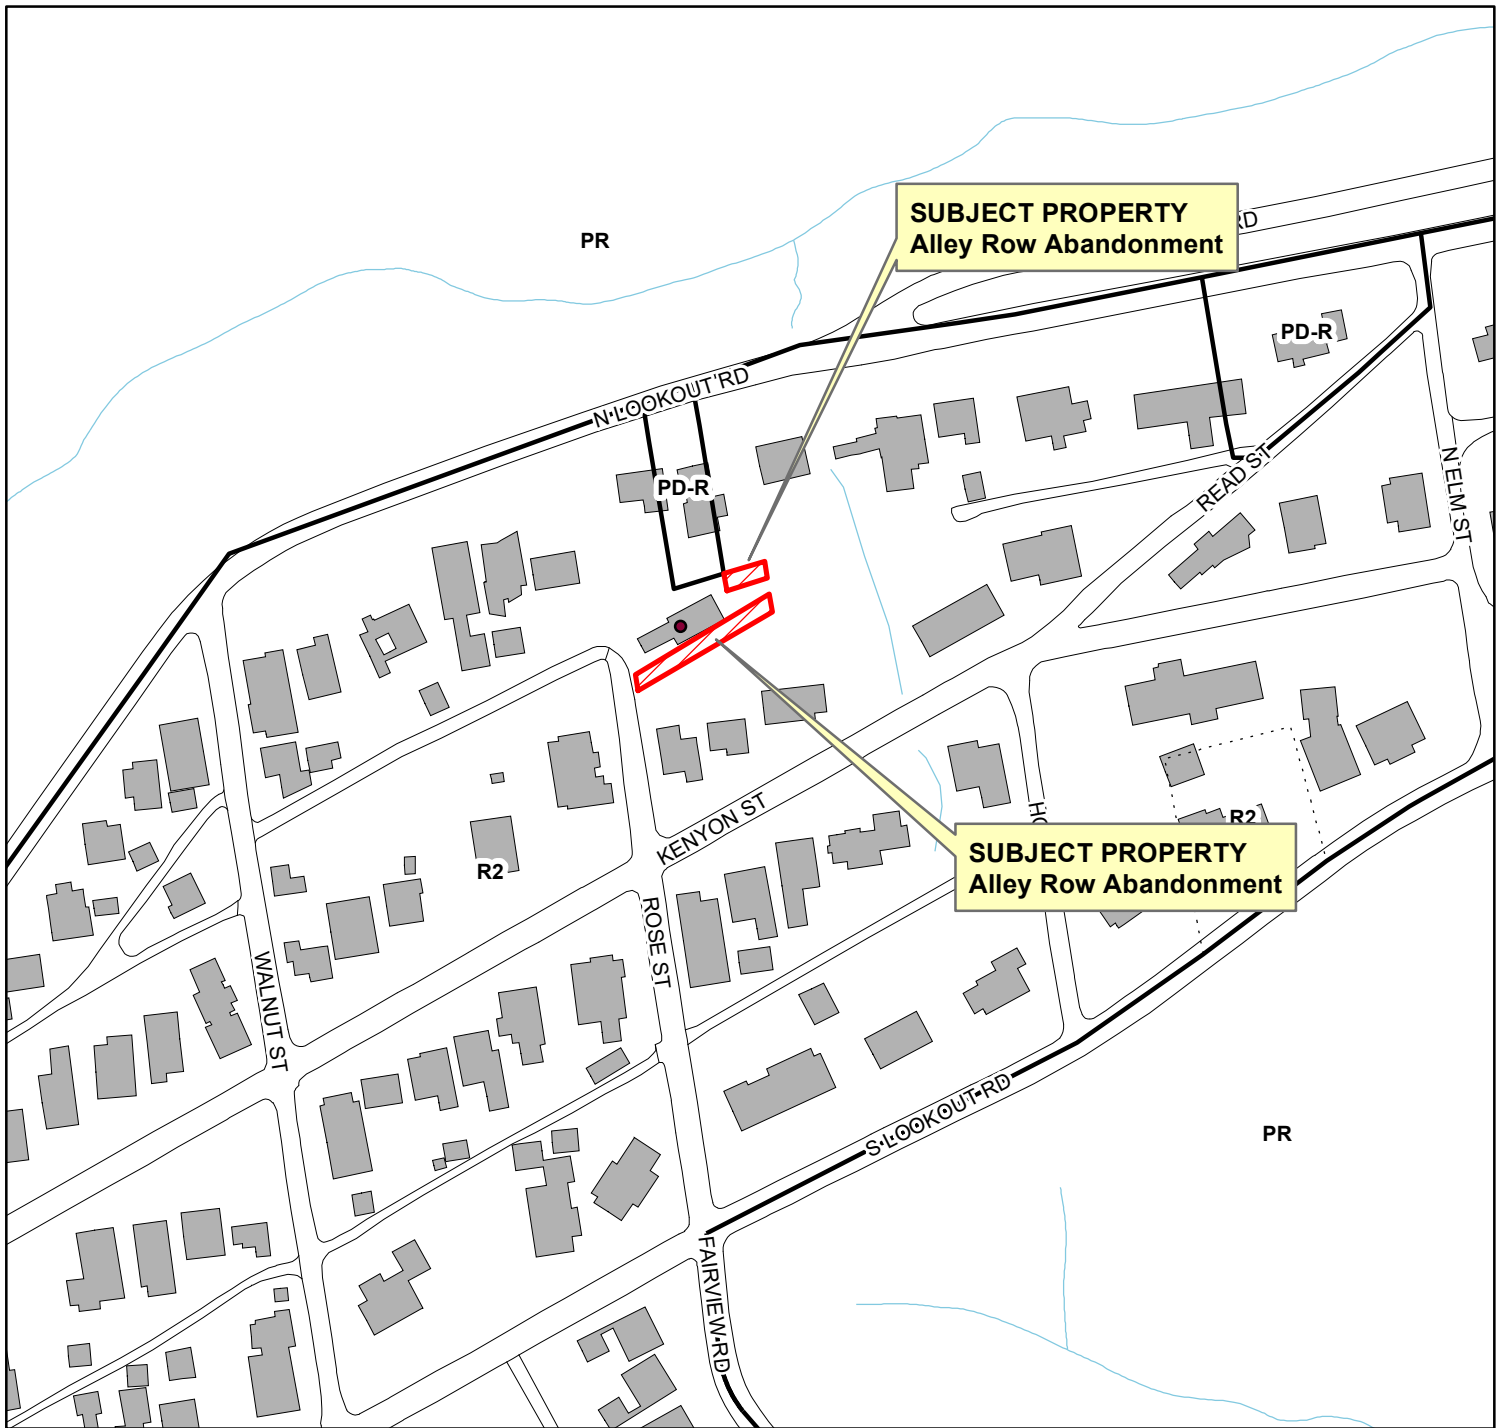 SUBJECT PROPERTY
Alley Row Abandonment
RD
PR
PD-R
N LOOKOUT RD
PD-R
READ ST
N ELM ST
KENYON ST
HO
R2
SUBJECT PROPERTY
Alley Row Abandonment
R2
ROSE ST
WALNUT ST
S LOOKOUT RD
PR
FAIRVIEW RD